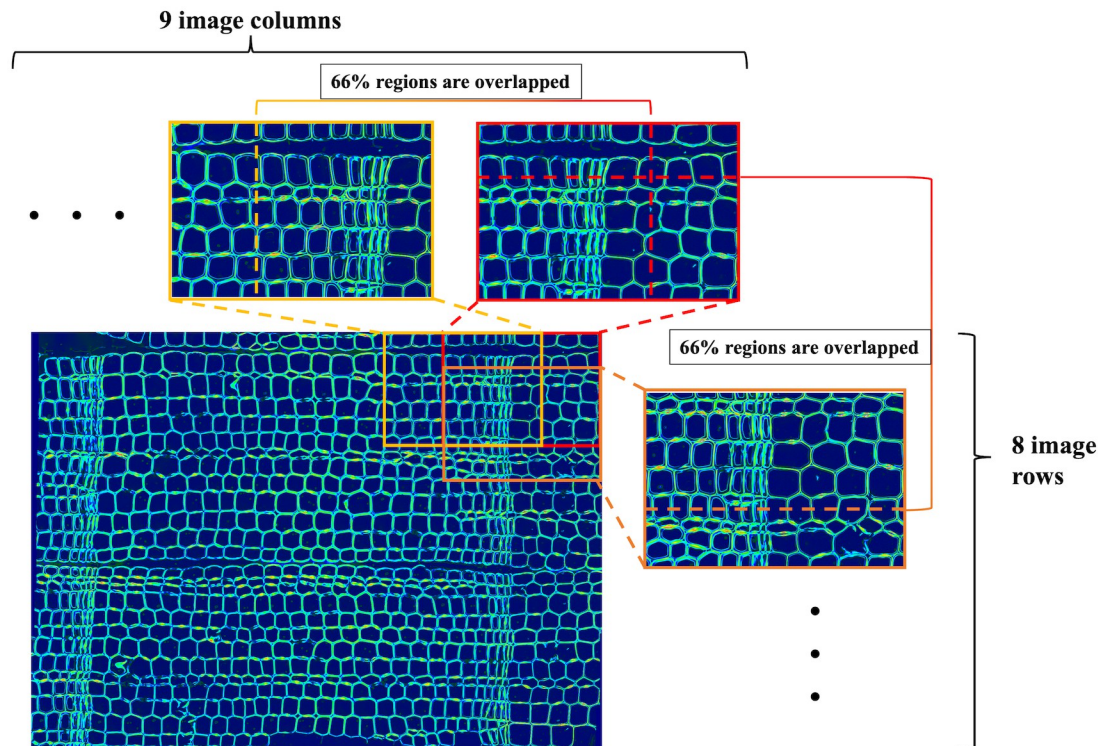 9 image columns
66% regions are overlapped
66% regions are overlapped
8 image
rows